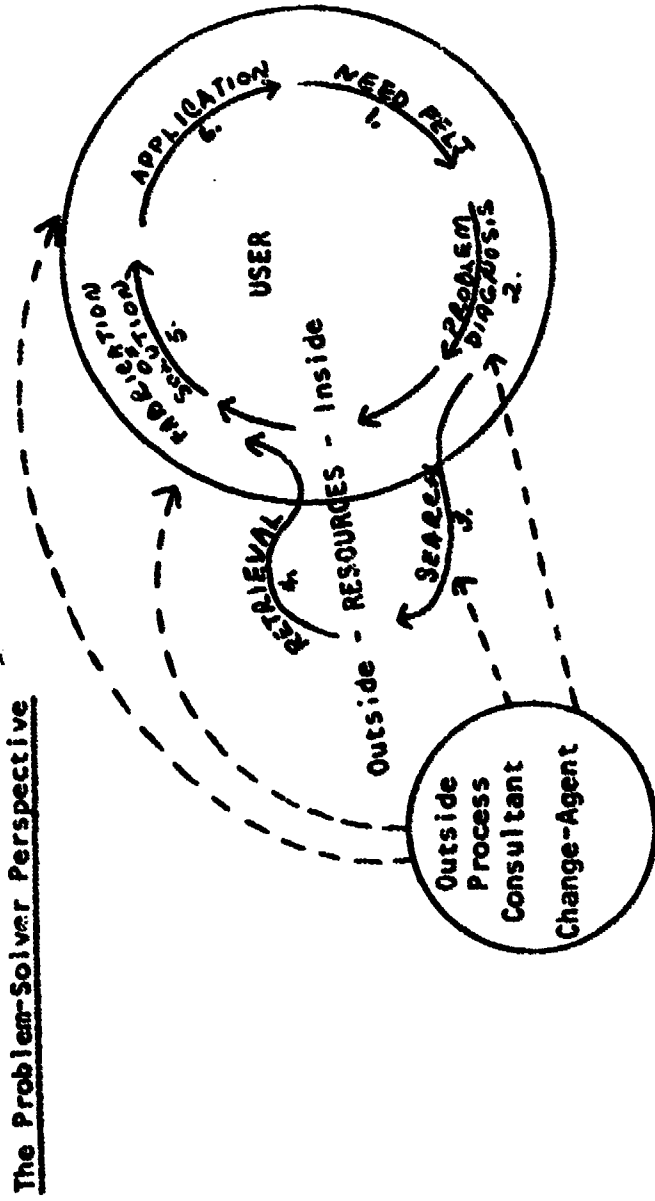 The Problem-Solver Perspective
Outside
Process
Consultant
Change-Agent
Outside - RESOURCES - Inside
USER
NEED FELT
1.
PROBLEM
DIAGNOSIS
2.
SEARCH
3.
RETRIEVAL
4.
FABRICATION
OF
SOLUTION
5.
APPLICATION
6.